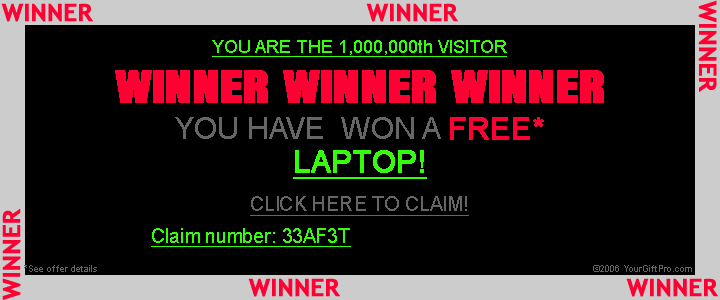 WINNER
WINNER
WINNER
YOU ARE THE 1,000,000th VISITOR
WINNER WINNER WINNER
YOU HAVE WON A FREE*
LAPTOP!
CLICK HERE TO CLAIM!
Claim number: 33AF3T
WINNER
*See offer details
©2006 YourGiftPro.com
WINNER
WINNER